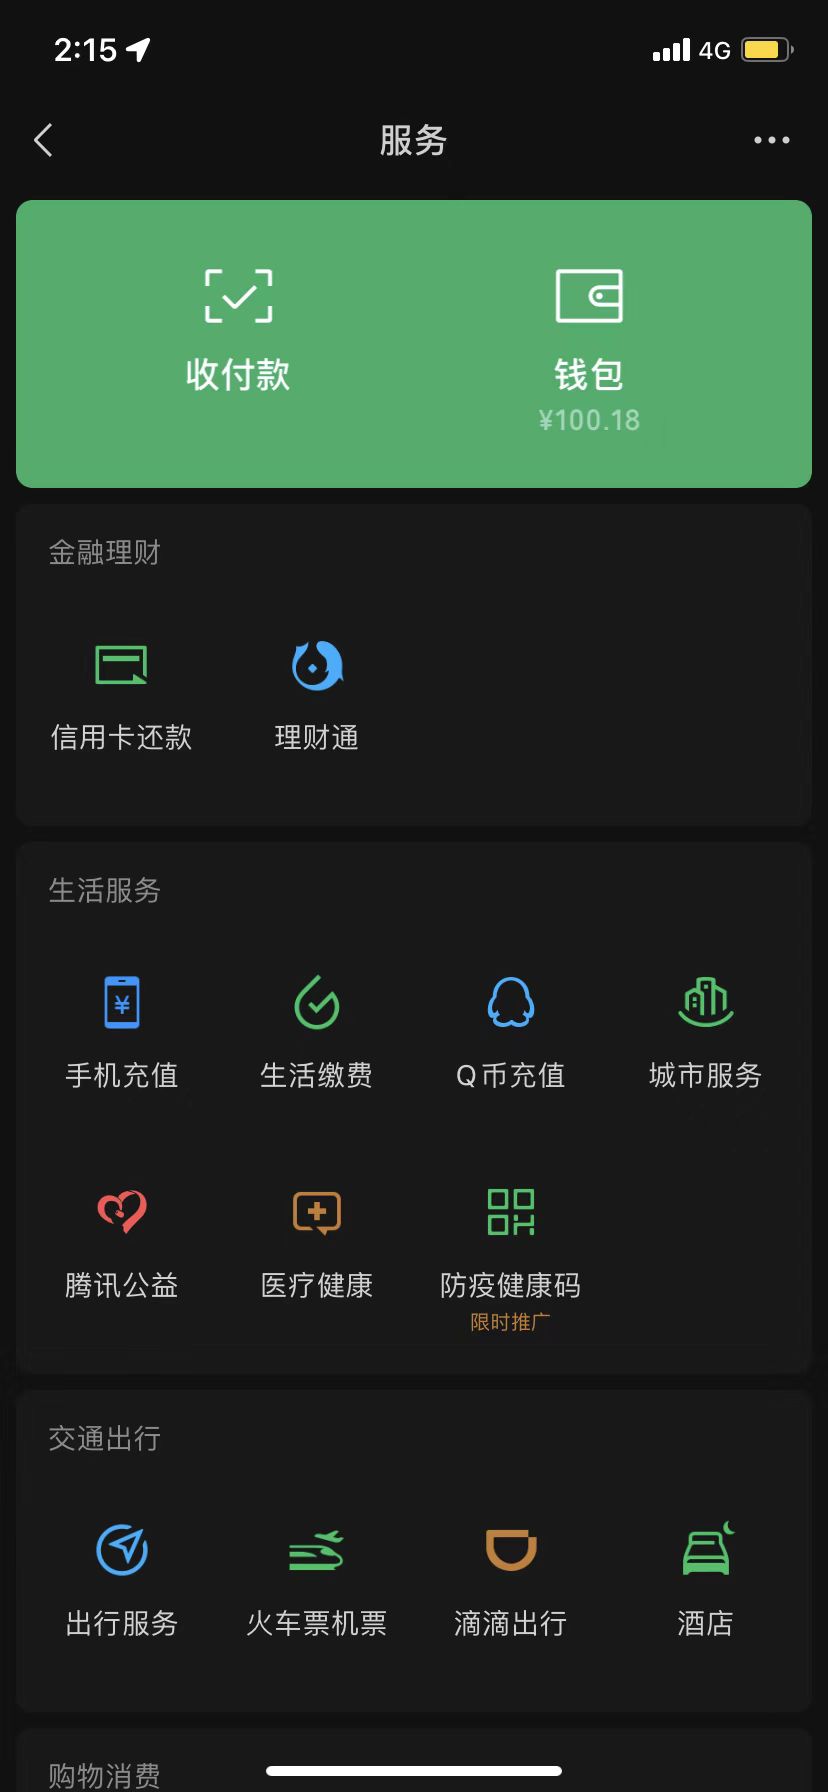 2:15
4G
服务
收付款
钱包
¥100.18
金融理财
信用卡还款
理财通
生活服务
¥
手机充值
生活缴费
Q币充值
城市服务
腾讯公益
医疗健康
防疫健康码
限时推广
交通出行
出行服务
火车票机票
滴滴出行
酒店
购物消费